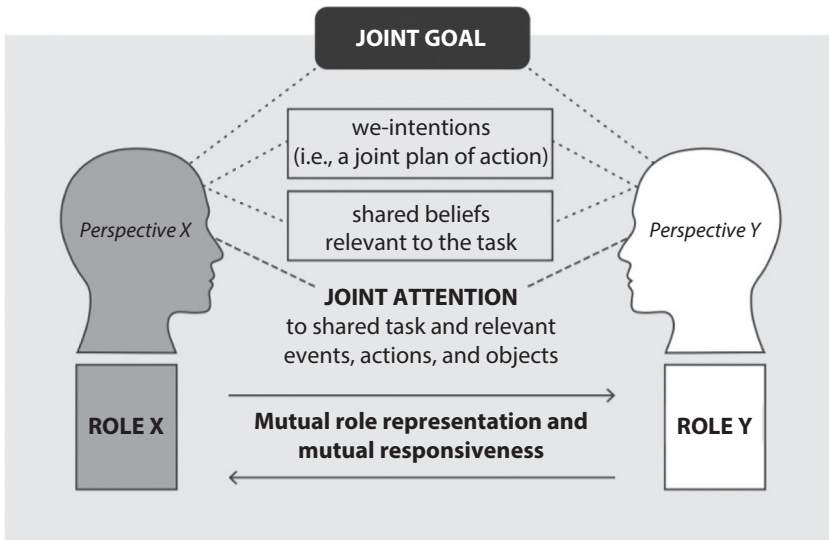 JOINT GOAL
we-intentions
(i.e., a joint plan of action)
shared beliefs
relevant to the task
Perspective X
Perspective Y
JOINT ATTENTION
to shared task and relevant
events, actions, and objects
ROLE X
Mutual role representation and
mutual responsiveness
ROLE Y